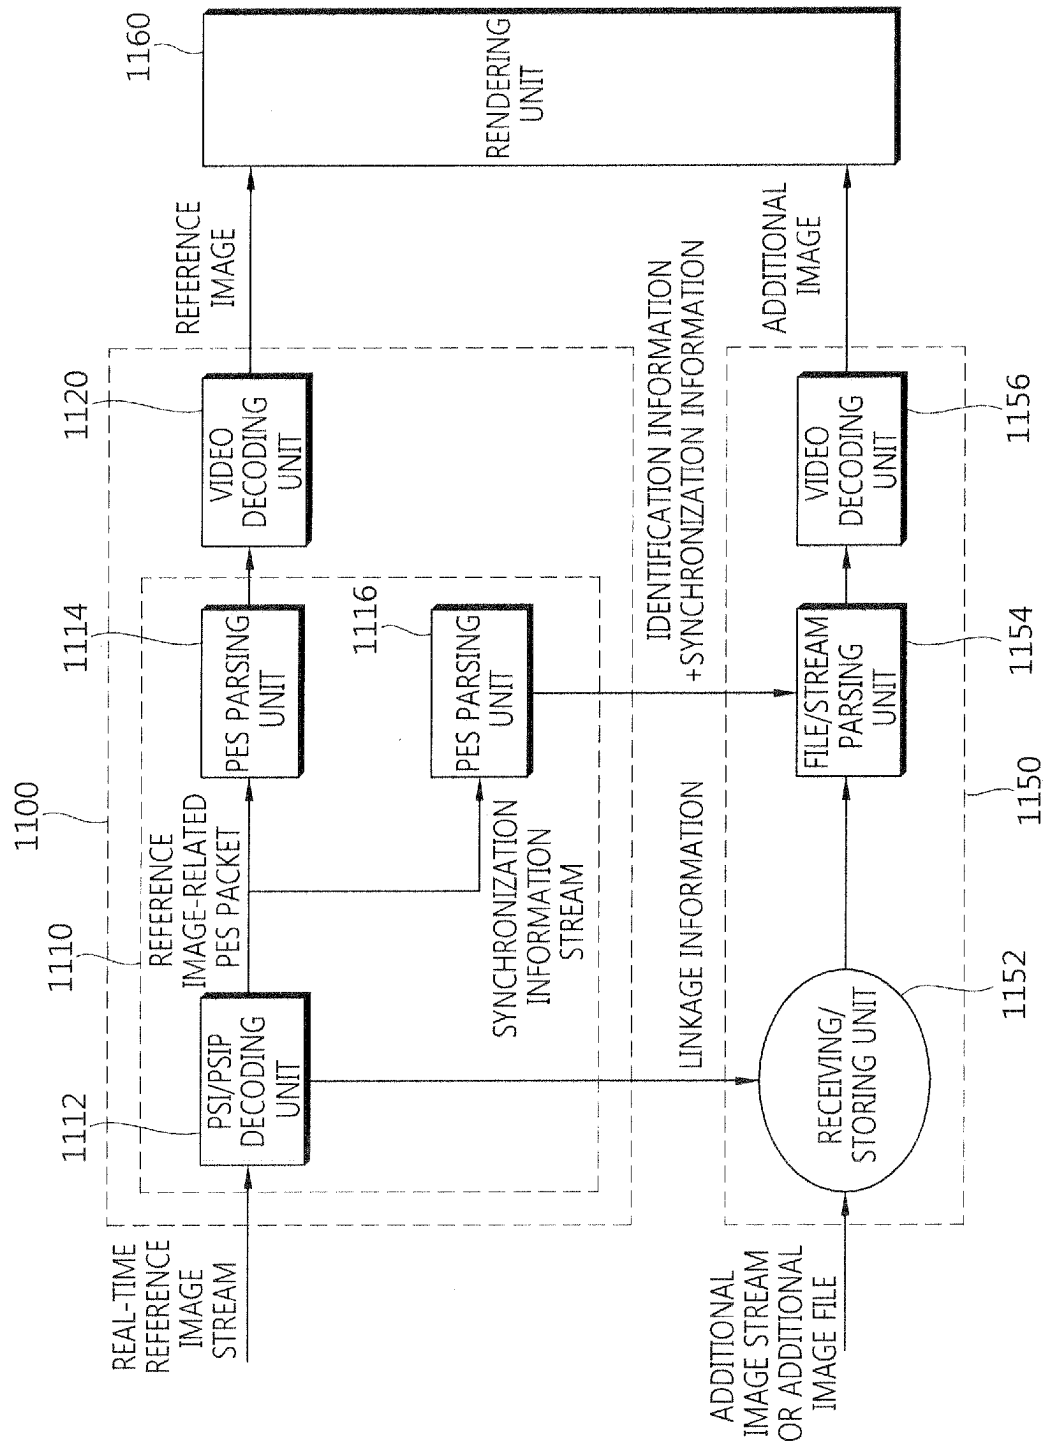 1100
1110
1112
PSI/PSIP
DECODING
UNIT
REAL-TIME
REFERENCE
IMAGE
STREAM
REFERENCE
IMAGE-RELATED
PES PACKET
1114
PES PARSING
UNIT
1120
VIDEO
DECODING
UNIT
REFERENCE
IMAGE
1160
RENDERING
UNIT
SYNCHRONIZATION
INFORMATION
STREAM
1116
PES PARSING
UNIT
LINKAGE INFORMATION
IDENTIFICATION INFORMATION
+SYNCHRONIZATION INFORMATION
ADDITIONAL
IMAGE STREAM
OR ADDITIONAL
IMAGE FILE
RECEIVING/
STORING UNIT
1152
FILE/STREAM
PARSING
UNIT
1154
VIDEO
DECODING
UNIT
1156
ADDITIONAL
IMAGE
1150